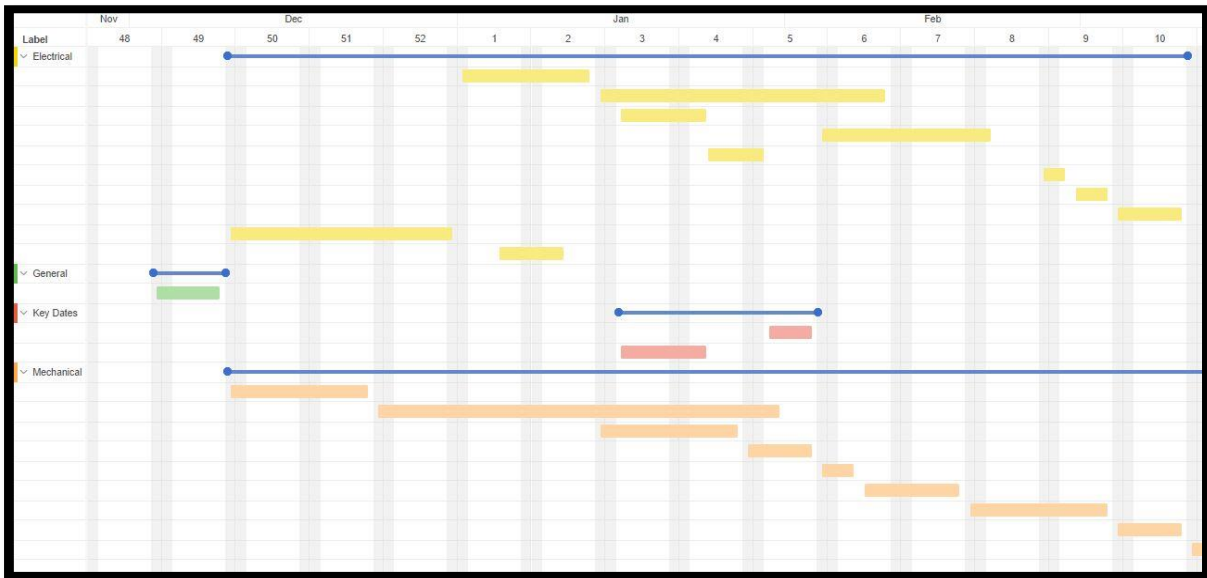 Nov Dec Jan Feb
Label 48 49 50 51 52 1 2 3 4 5 6 7 8 9 10
Electrical
General
Key Dates
Mechanical